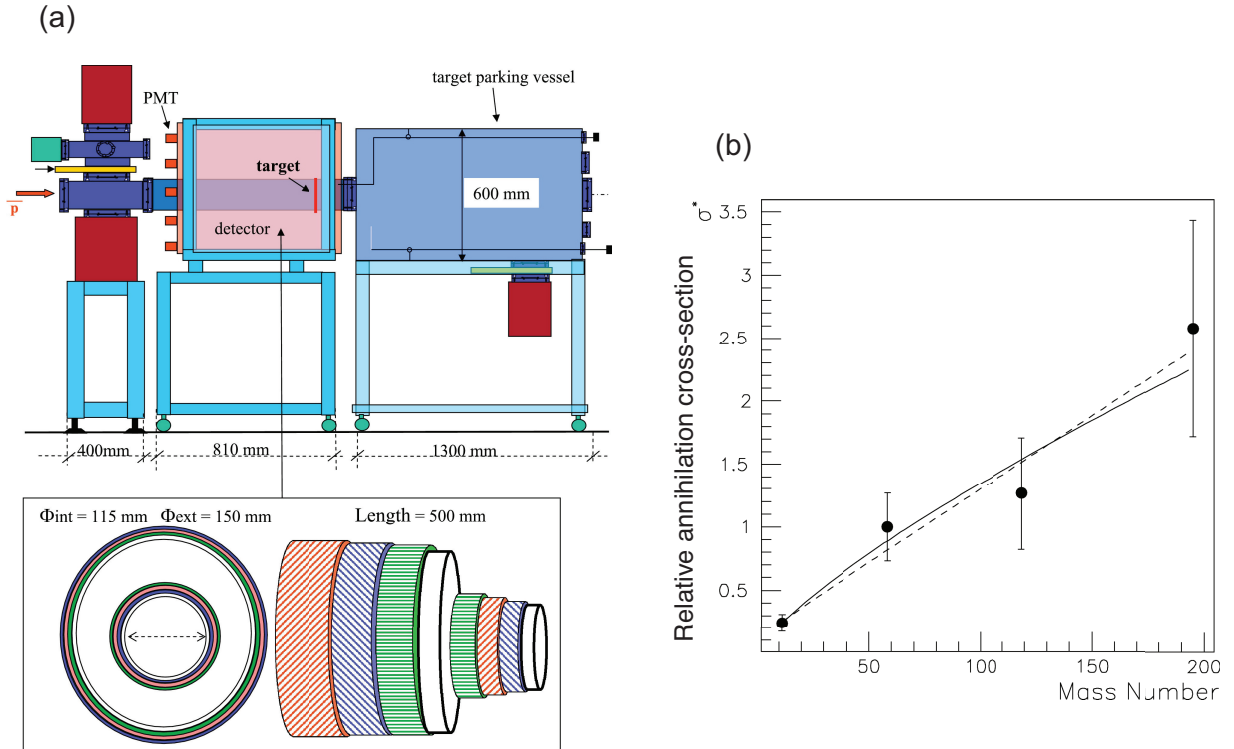 (a)
target parking vessel
PMT
target
600 mm
p
detector
400mm
810 mm
1300 mm
Φint = 115 mm Φext = 150 mm
Length = 500 mm
(b)
Relative annihilation cross-section σ*
3.5
3
2.5
2
1.5
1
0.5
50
100
150
200
Mass Number